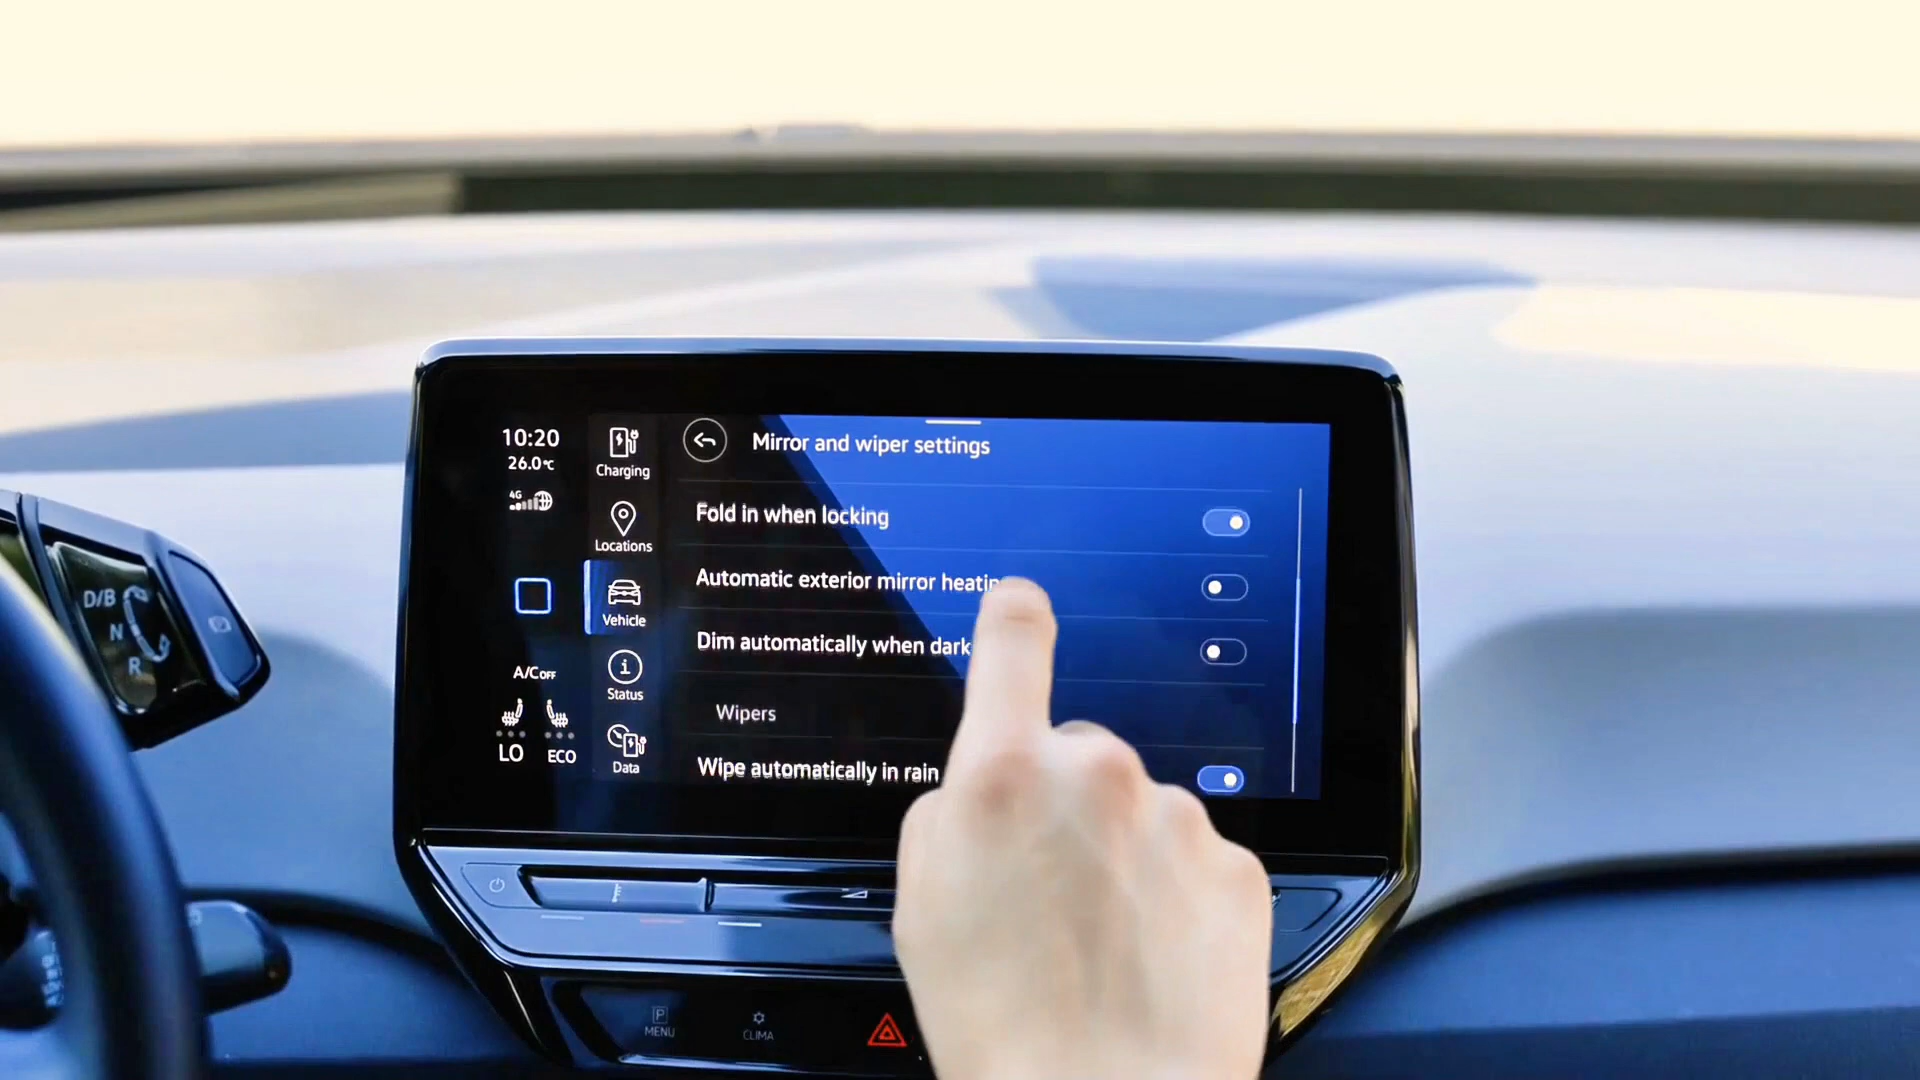 10:20
26.0°C
4G
A/C OFF
LO
ECO
Charging
Locations
Vehicle
Status
Data
Mirror and wiper settings
Fold in when locking
Automatic exterior mirror
Dim automatically when dark
Wipers
Wipe automatically in rain
D/B
N
R
P
MENU
CLIMA